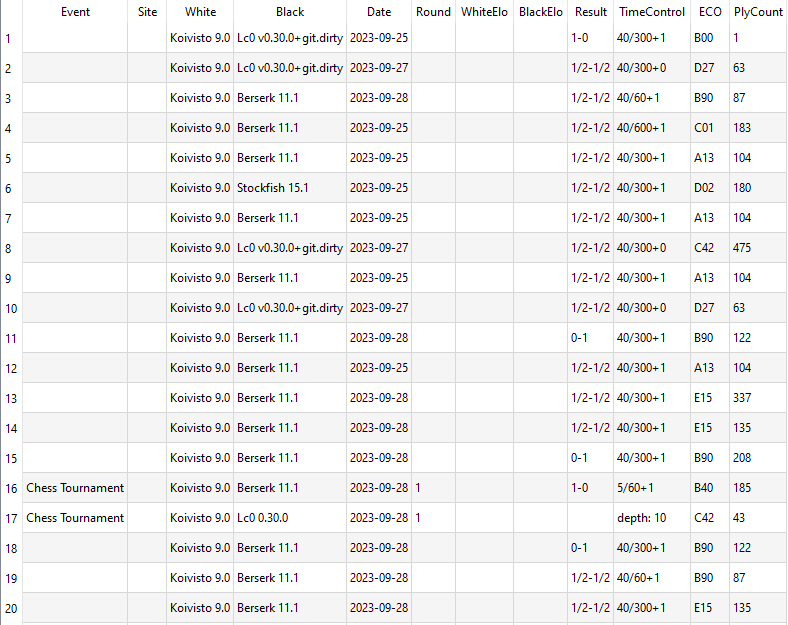 Event Site White Black Date Round WhiteElo BlackElo Result TimeControl ECO PlyCount
1 Koivisto 9.0 Lc0 v0.30.0+git.dirty 2023-09-25 1-0 40/300+1 B00 1
2 Koivisto 9.0 Lc0 v0.30.0+git.dirty 2023-09-27 1/2-1/2 40/300+0 D27 63
3 Koivisto 9.0 Berserk 11.1 2023-09-28 1/2-1/2 40/60+1 B90 87
4 Koivisto 9.0 Berserk 11.1 2023-09-25 1/2-1/2 40/600+1 C01 183
5 Koivisto 9.0 Berserk 11.1 2023-09-25 1/2-1/2 40/300+1 A13 104
6 Koivisto 9.0 Stockfish 15.1 2023-09-25 1/2-1/2 40/300+1 D02 180
7 Koivisto 9.0 Berserk 11.1 2023-09-25 1/2-1/2 40/300+1 A13 104
8 Koivisto 9.0 Lc0 v0.30.0+git.dirty 2023-09-27 1/2-1/2 40/300+0 C42 475
9 Koivisto 9.0 Berserk 11.1 2023-09-25 1/2-1/2 40/300+1 A13 104
10 Koivisto 9.0 Lc0 v0.30.0+git.dirty 2023-09-27 1/2-1/2 40/300+0 D27 63
11 Koivisto 9.0 Berserk 11.1 2023-09-28 0-1 40/300+1 B90 122
12 Koivisto 9.0 Berserk 11.1 2023-09-25 1/2-1/2 40/300+1 A13 104
13 Koivisto 9.0 Berserk 11.1 2023-09-28 1/2-1/2 40/300+1 E15 337
14 Koivisto 9.0 Berserk 11.1 2023-09-28 1/2-1/2 40/300+1 E15 135
15 Koivisto 9.0 Berserk 11.1 2023-09-28 0-1 40/300+1 B90 208
16 Chess Tournament Koivisto 9.0 Berserk 11.1 2023-09-28 1 1-0 5/60+1 B40 185
17 Chess Tournament Koivisto 9.0 Lc0 0.30.0 2023-09-28 1 depth: 10 C42 43
18 Koivisto 9.0 Berserk 11.1 2023-09-28 0-1 40/300+1 B90 122
19 Koivisto 9.0 Berserk 11.1 2023-09-28 1/2-1/2 40/60+1 B90 87
20 Koivisto 9.0 Berserk 11.1 2023-09-28 1/2-1/2 40/300+1 E15 135